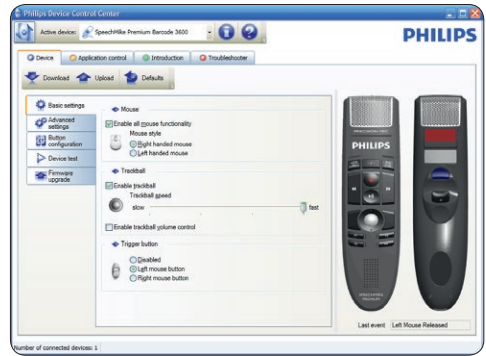 Philips Device Control Center
Active device: SpeechMike Premium Barcode 3600
PHILIPS
Device Application control Introduction Troubleshooter
Download Upload Defaults
Basic settings
Advanced settings
Button configuration
Device test
Firmware upgrade
Mouse
Enable all mouse functionality
Mouse style
Right handed mouse
Left handed mouse
Trackball
Enable trackball
Trackball speed
slow fast
Enable trackball volume control
Trigger button
Disabled
Left mouse button
Right mouse button
PHILIPS
Last event Left Mouse Released
Number of connected devices: 1